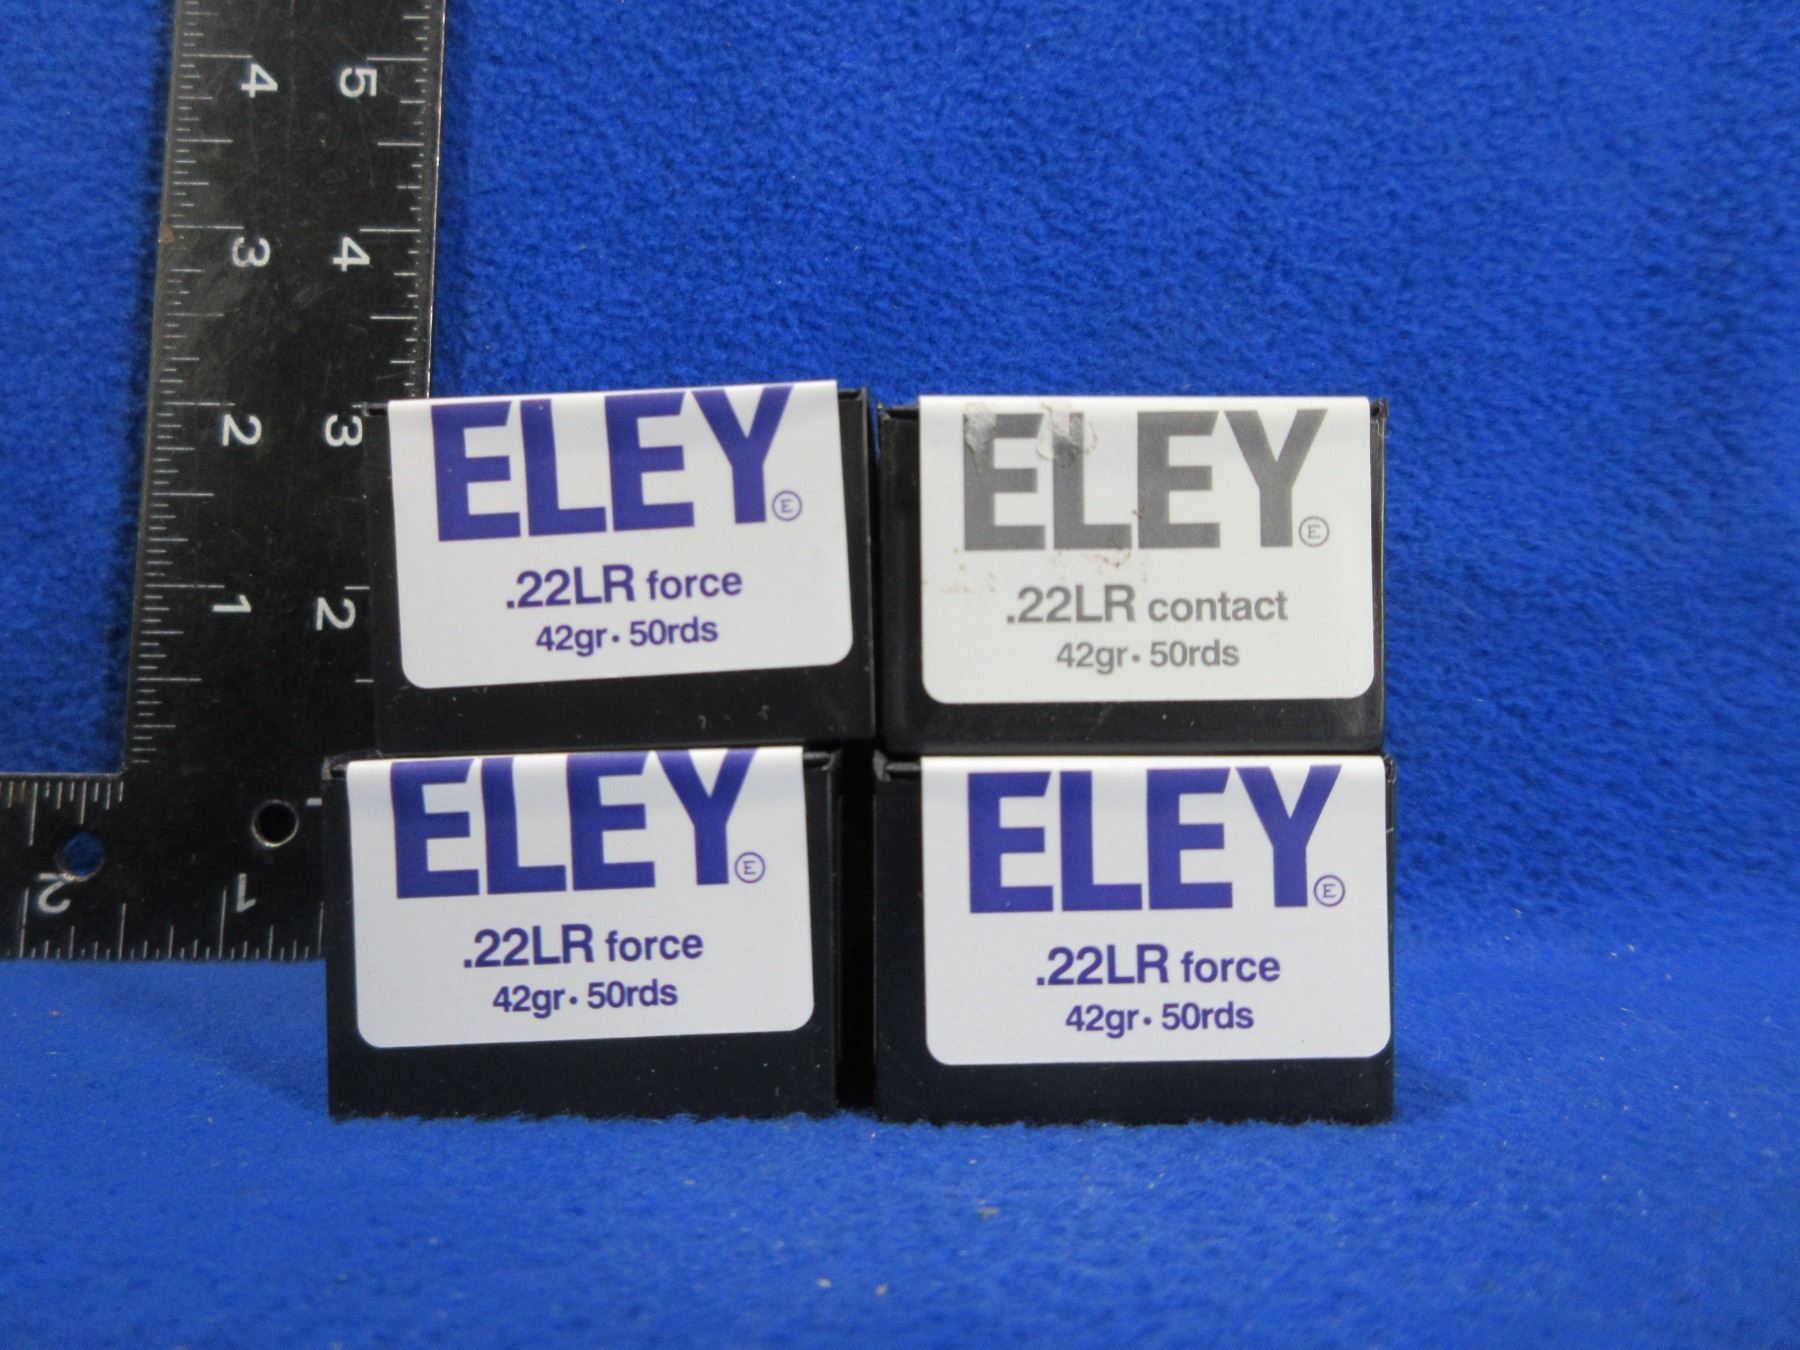 4 5
3 4
2 3
1 2
2 1
ELEY Ⓔ
.22LR force
42gr • 50rds
ELEY Ⓔ
.22LR contact
42gr • 50rds
ELEY Ⓔ
.22LR force
42gr • 50rds
ELEY Ⓔ
.22LR force
42gr • 50rds